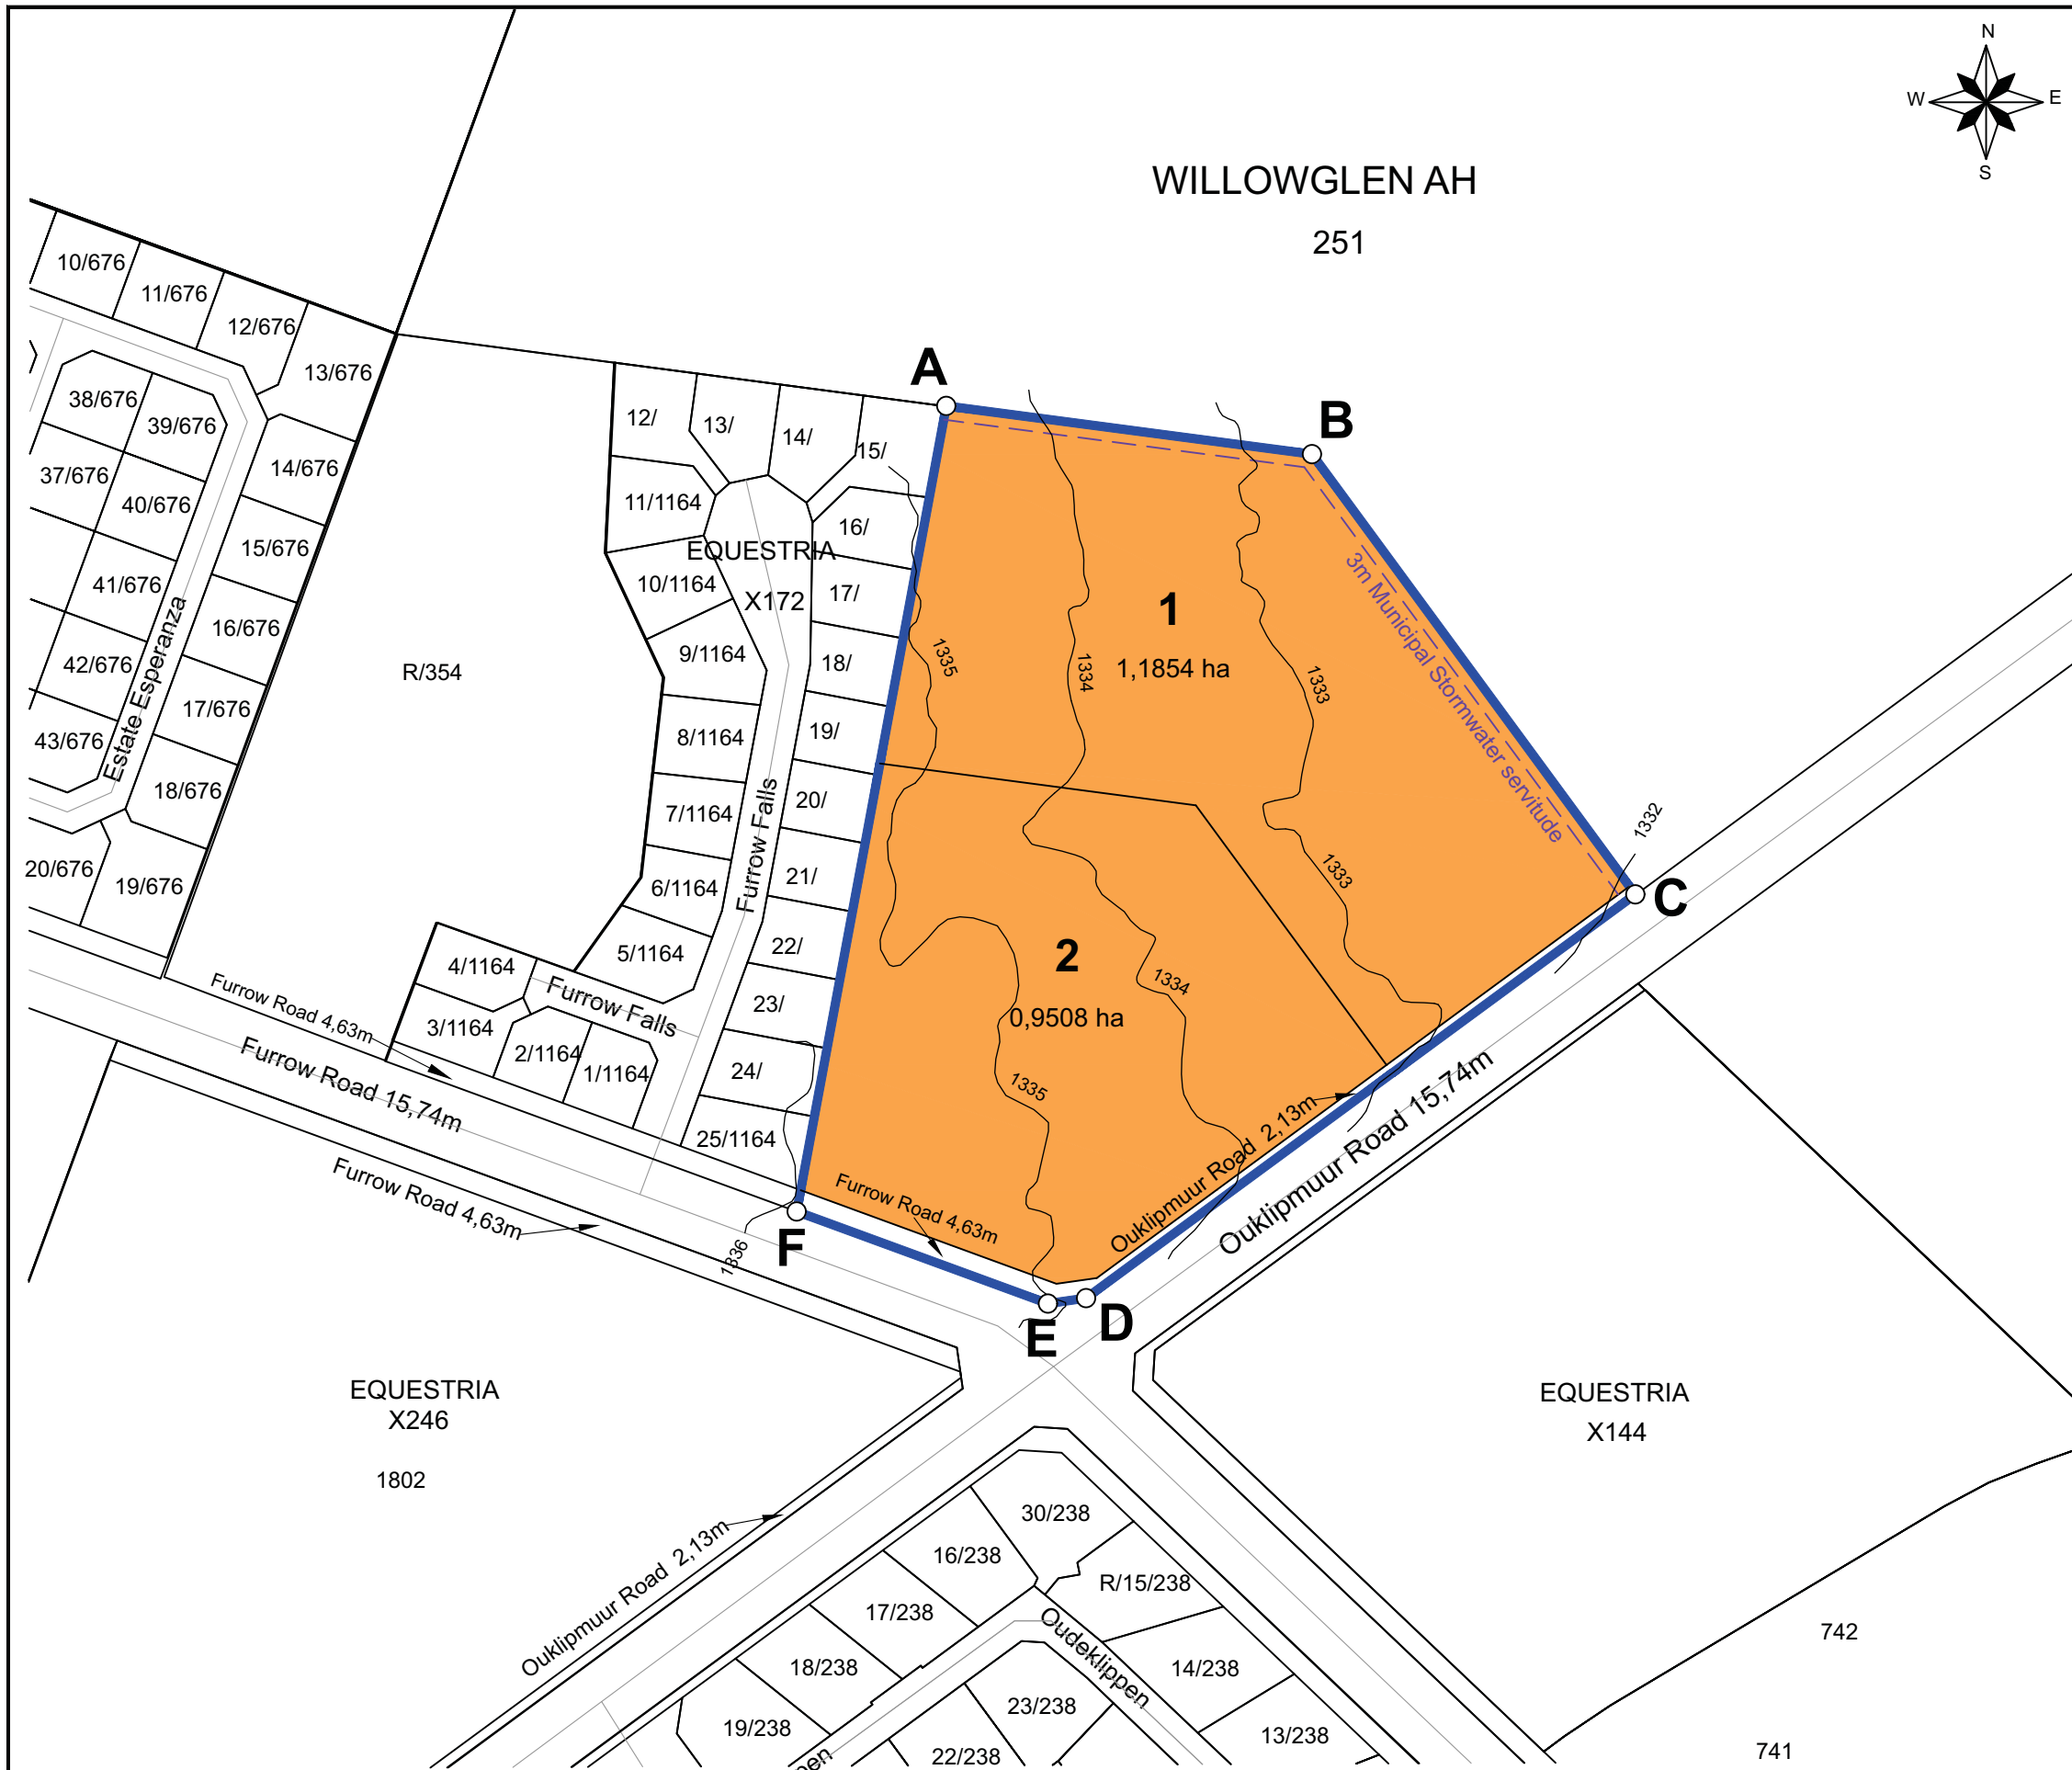 N
W
E
S
WILLOWGLEN AH
251
10/676
11/676
12/676
13/676
38/676
39/676
37/676
40/676
14/676
15/676
41/676
16/676
42/676
17/676
43/676
18/676
20/676
19/676
Estate Esperanza
R/354
A
B
C
D
E
F
12/
13/
14/
15/
11/1164
16/
EQUESTRIA
X172
10/1164
17/
9/1164
18/
8/1164
19/
7/1164
20/
6/1164
21/
5/1164
22/
4/1164
23/
3/1164
2/1164
1/1164
24/
25/1164
Furrow Falls
Furrow Falls
1
1,1854 ha
2
0,9508 ha
1335
1334
1333
1333
1332
1334
1335
1336
3m Municipal Stormwater servitude
Furrow Road 4,63m
Furrow Road 15,74m
Furrow Road 4,63m
Furrow Road 4,63m
Ouklipmuur Road 2,13m
Ouklipmuur Road 15,74m
EQUESTRIA
X246
1802
EQUESTRIA
X144
Ouklipmuur Road 2,13m
30/238
16/238
R/15/238
17/238
18/238
14/238
19/238
23/238
22/238
13/238
Oudeklippen
pen
742
741